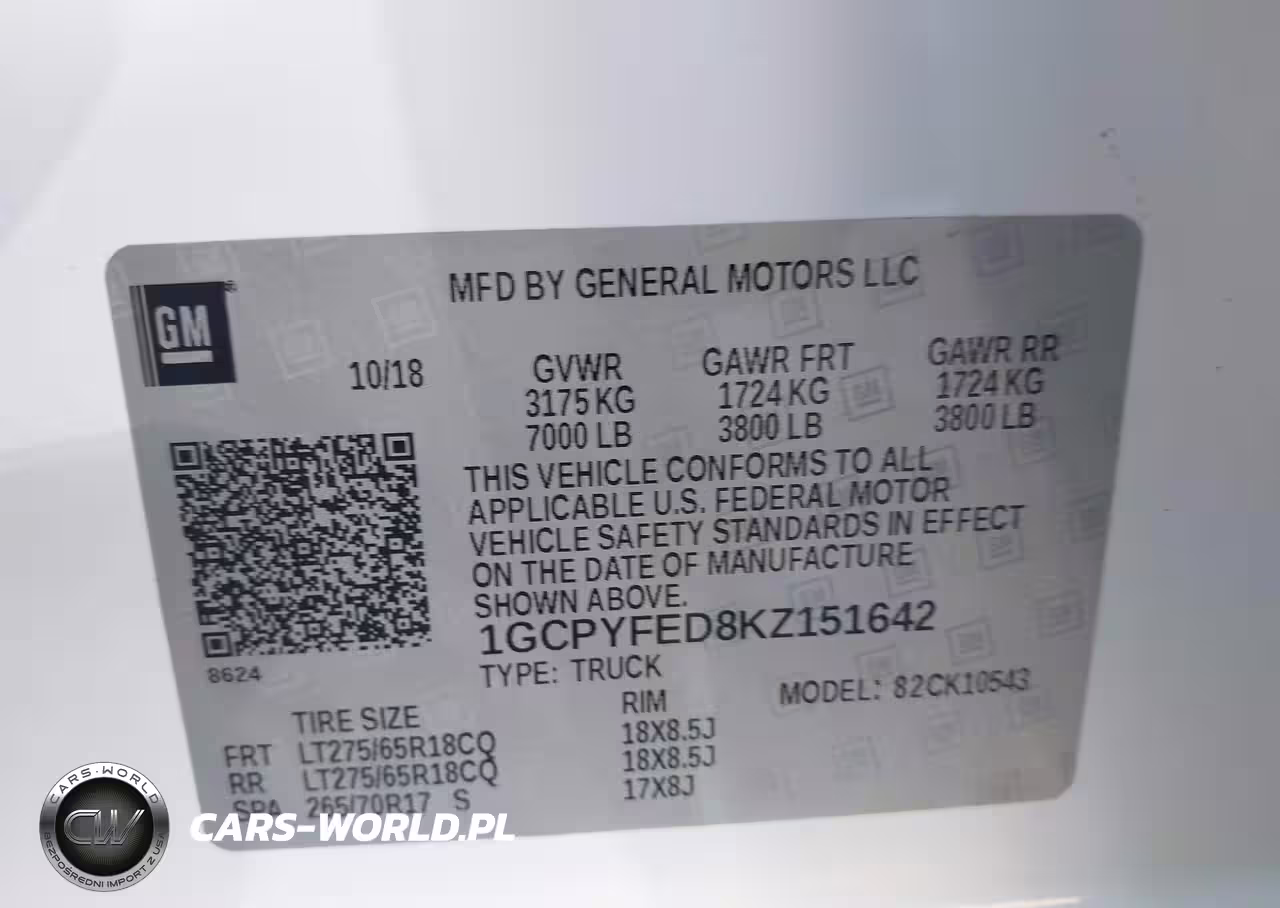 MFD BY GENERAL MOTORS LLC
GM
10/18
GVWR GAWR FRT GAWR RR
3175 KG 1724 KG 1724 KG
7000 LB 3800 LB 3800 LB
THIS VEHICLE CONFORMS TO ALL
APPLICABLE U.S. FEDERAL MOTOR
VEHICLE SAFETY STANDARDS IN EFFECT
ON THE DATE OF MANUFACTURE
SHOWN ABOVE.
1GCPYFED8KZ151642
8624
TYPE: TRUCK MODEL: 82CK10543
TIRE SIZE RIM
FRT LT275/65R18CQ 18X8.5J
RR LT275/65R18CQ 18X8.5J
SPA 265/70R17 S 17X8J
CARS-WORLD
CW
BEZPOŚREDNI IMPORT Z USA
CARS-WORLD.PL